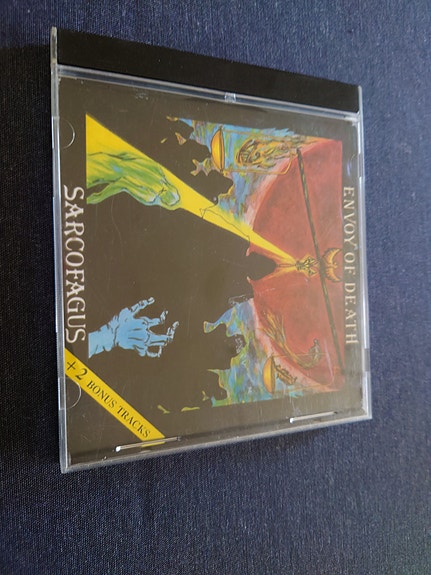 ENVOY OF DEATH
SARCOFAGUS
+ 2 BONUS TRACKS